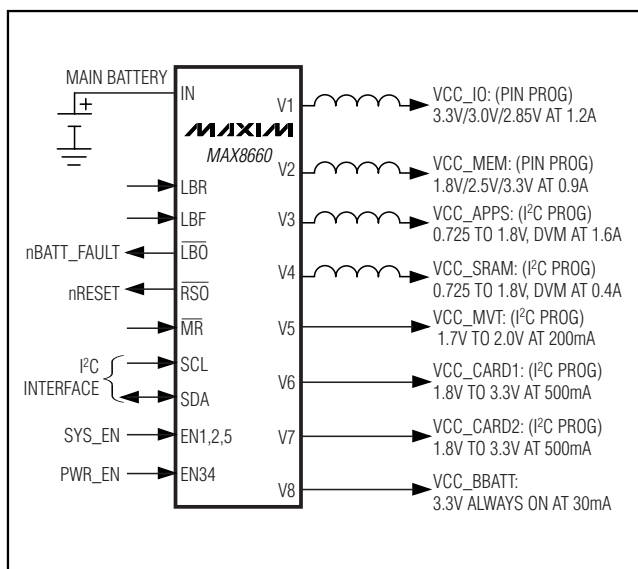 MAIN BATTERY
+
IN
MAXIM
MAX8660
LBR
LBF
nBATT_FAULT
LBO
nRESET
RSO
MR
I²C
INTERFACE
SCL
SDA
SYS_EN
EN1,2,5
PWR_EN
EN34
V1
VCC_IO: (PIN PROG)
3.3V/3.0V/2.85V AT 1.2A
V2
VCC_MEM: (PIN PROG)
1.8V/2.5V/3.3V AT 0.9A
V3
VCC_APPS: (I²C PROG)
0.725 TO 1.8V, DVM AT 1.6A
V4
VCC_SRAM: (I²C PROG)
0.725 TO 1.8V, DVM AT 0.4A
V5
VCC_MVT: (I²C PROG)
1.7V TO 2.0V AT 200mA
V6
VCC_CARD1: (I²C PROG)
1.8V TO 3.3V AT 500mA
V7
VCC_CARD2: (I²C PROG)
1.8V TO 3.3V AT 500mA
V8
VCC_BBATT:
3.3V ALWAYS ON AT 30mA